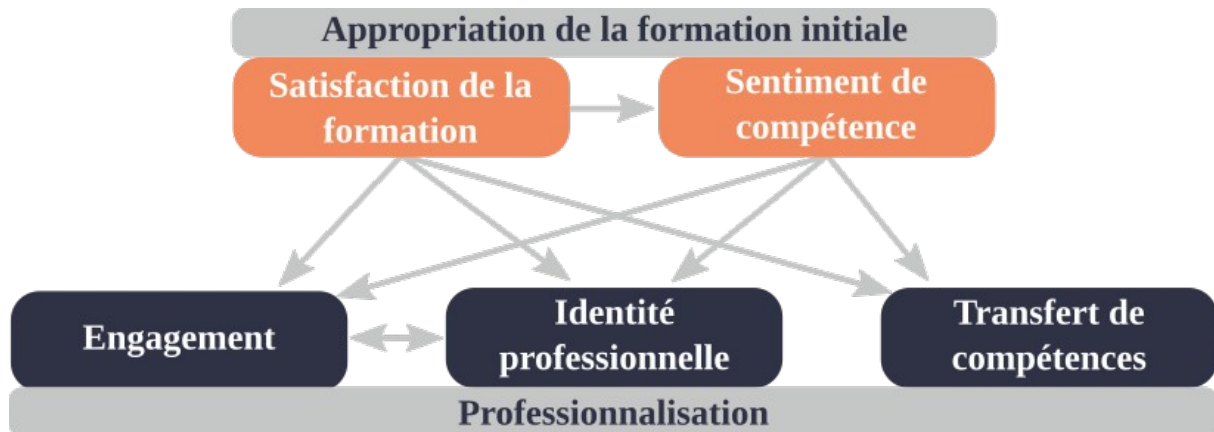 Appropriation de la formation initiale
Satisfaction de la
formation
Sentiment de
compétence
Engagement
Identité
professionnelle
Transfert de
compétences
Professionnalisation